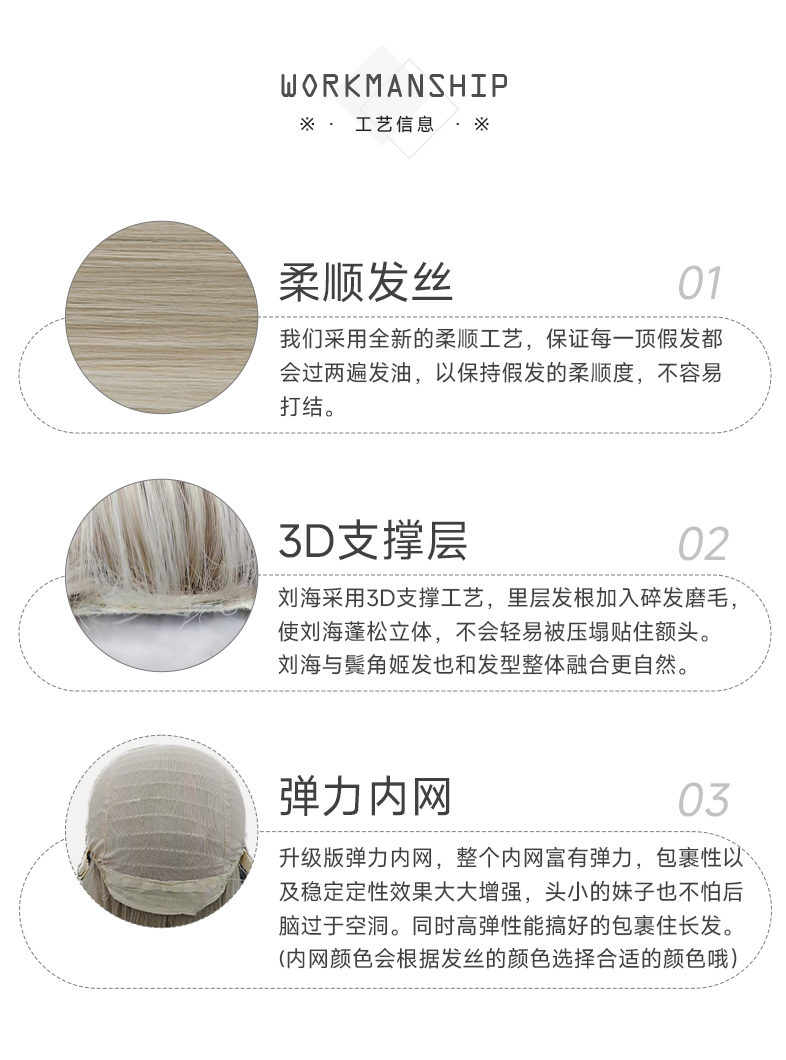 WORKMANSHIP
※ · 工艺信息 · ※
柔顺发丝
01
我们采用全新的柔顺工艺，保证每一顶假发都
会过两遍发油，以保持假发的柔顺度，不容易
打结。
3D支撑层
02
刘海采用3D支撑工艺，里层发根加入碎发磨毛，
使刘海蓬松立体，不会轻易被压塌贴住额头。
刘海与鬓角姬发也和发型整体融合更自然。
弹力内网
03
升级版弹力内网，整个内网富有弹力，包裹性以
及稳定定性效果大大增强，头小的妹子也不怕后
脑过于空洞。同时高弹性能搞好的包裹住长发。
(内网颜色会根据发丝的颜色选择合适的颜色哦)